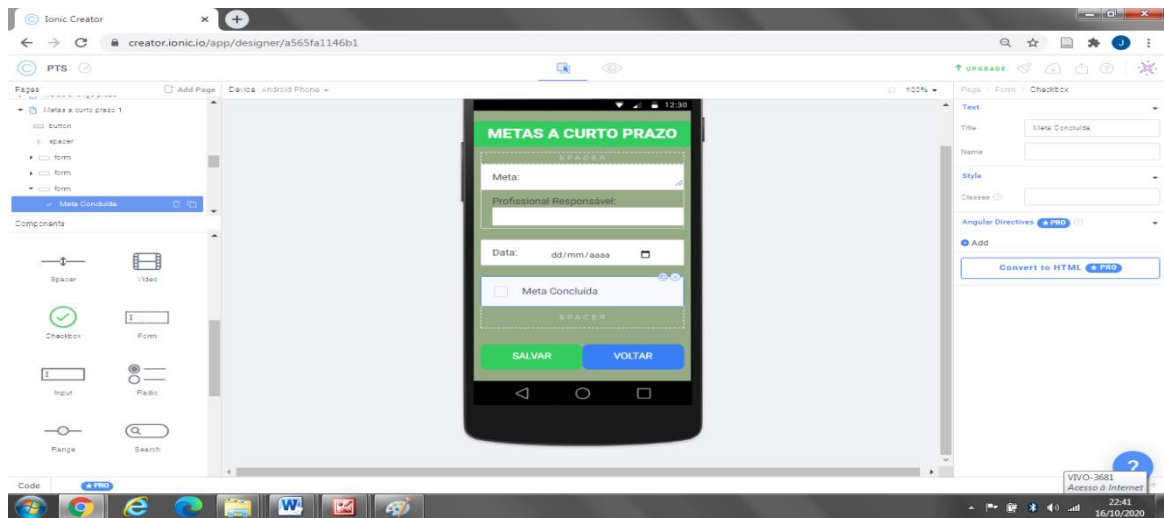 Ionic Creator
creator.ionic.io/app/designer/a565fa1146b1
PTS
UPGRADE
Pages
Add Page
Device Android Phone
100%
Page / Form / Checkbox
Metas a curto prazo 1
button
spacer
form
form
form
Meta Concluída
Components
Spacer
Video
Checkbox
Form
Input
Radio
Range
Search
Code
PRO
12:30
METAS A CURTO PRAZO
SPACER
Meta:
Profissional Responsável:
Data: dd/mm/aaaa
Meta Concluída
SPACER
SALVAR
VOLTAR
Text
Title
Meta Concluída
Name
Style
Classes
Angular Directives PRO
Add
Convert to HTML PRO
?
VIVO-3681
Acesso à Internet
22:41
16/10/2020